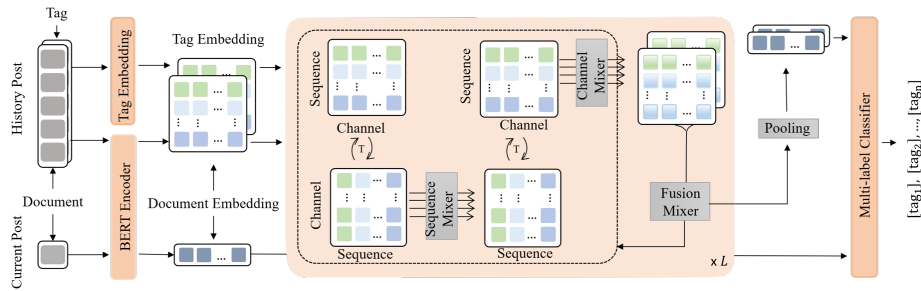 Tag
History Post
Document
Current Post
Tag Embedding
BERT Encoder
Tag Embedding
Document Embedding
Sequence
Channel
T
Channel
Sequence
Sequence
Mixer
Sequence
Channel
T
Sequence
Channel
Mixer
Fusion
Mixer
x L
Pooling
Multi-label Classifier
[tag₁], [tag₂],..., [tagₙ]